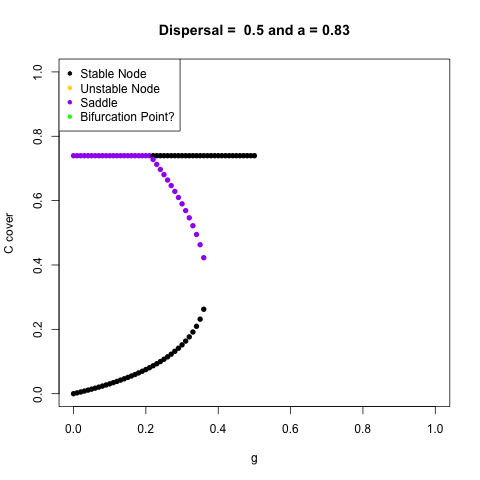 Dispersal =  0.5 and a = 0.83
Stable Node
Unstable Node
Saddle
Bifurcation Point?
C cover
1.0
0.8
0.6
0.4
0.2
0.0
0.0 0.2 0.4 0.6 0.8 1.0
g